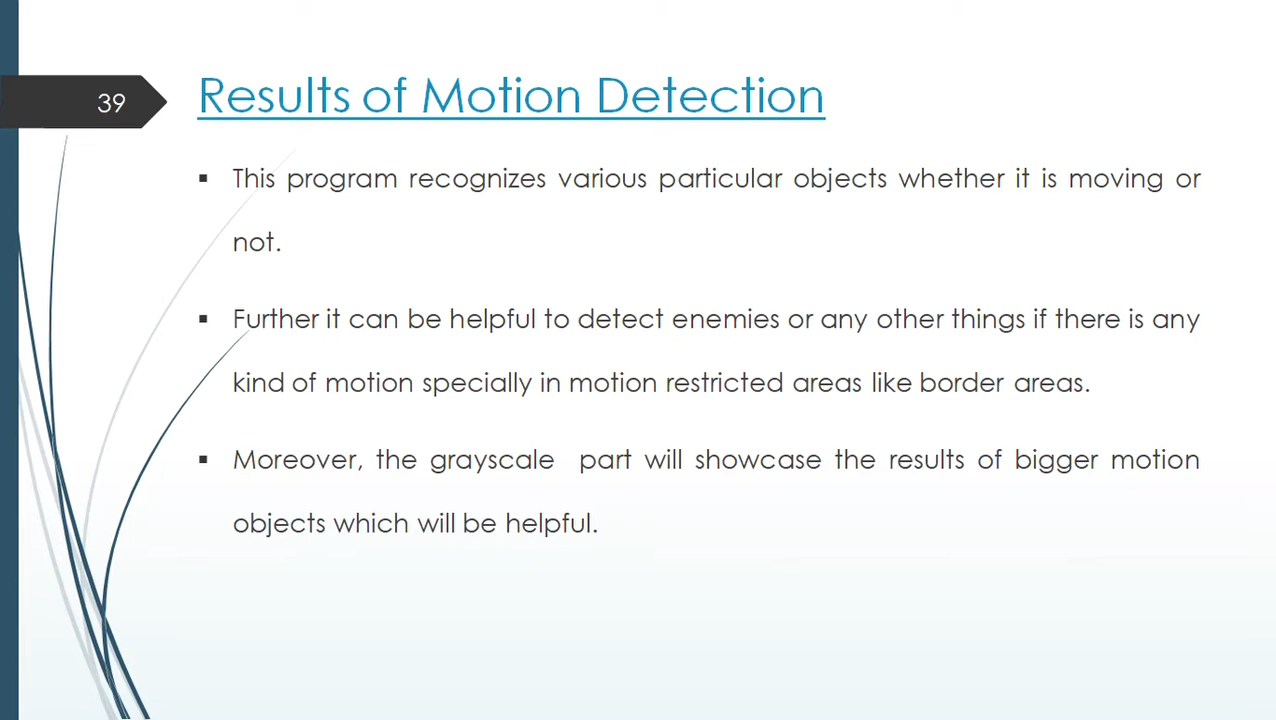 39
Results of Motion Detection
▪ This program recognizes various particular objects whether it is moving or
not.
▪ Further it can be helpful to detect enemies or any other things if there is any
kind of motion specially in motion restricted areas like border areas.
▪ Moreover, the grayscale  part will showcase the results of bigger motion
objects which will be helpful.